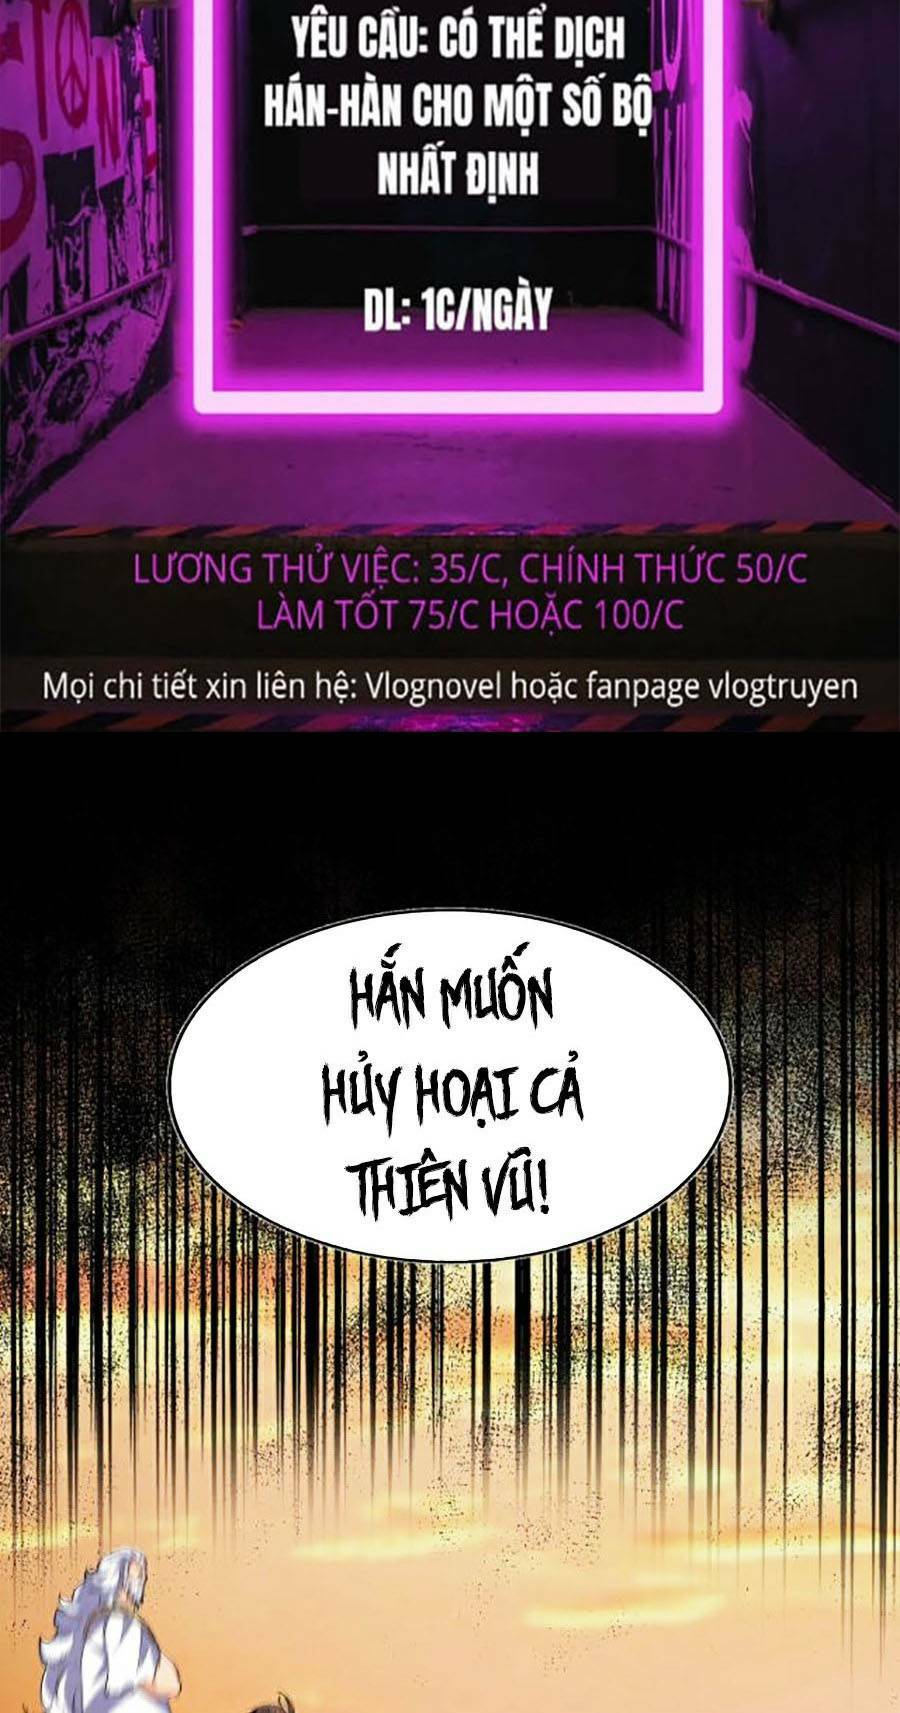 STONE
YÊU CẦU: CÓ THỂ DỊCH
HÁN-HÀN CHO MỘT SỐ BỘ
NHẤT ĐỊNH
DL: 1C/NGÀY
LƯƠNG THỬ VIỆC: 35/C, CHÍNH THỨC 50/C
LÀM TỐT 75/C HOẶC 100/C
Mọi chi tiết xin liên hệ: Vlognovel hoặc fanpage vlogtruyen
HẮN MUỐN
HỦY HOẠI CẢ
THIÊN VŨ!